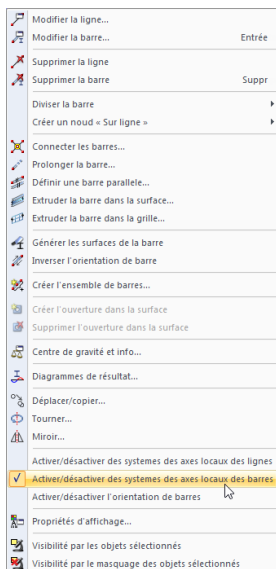 Modifier la ligne...
Modifier la barre... Entrée
Supprimer la ligne
Supprimer la barre Suppr
Diviser la barre
Créer un noud « Sur ligne »
Connecter les barres...
Prolonger la barre...
Définir une barre parallele...
Extruder la barre dans la surface...
Extruder la barre dans la grille...
Générer les surfaces de la barre
Inverser l'orientation de barre
Créer l'ensemble de barres...
Créer l'ouverture dans la surface
Supprimer l'ouverture dans la surface
Centre de gravité et info...
Diagrammes de résultat...
Déplacer/copier...
Tourner...
Miroir...
Activer/désactiver des systemes des axes locaux des lignes
Activer/désactiver des systemes des axes locaux des barres
Activer/désactiver l'orientation de barres
Propriétés d'affichage...
Visibilité par les objets sélectionnés
Visibilité par le masquage des objets sélectionnés